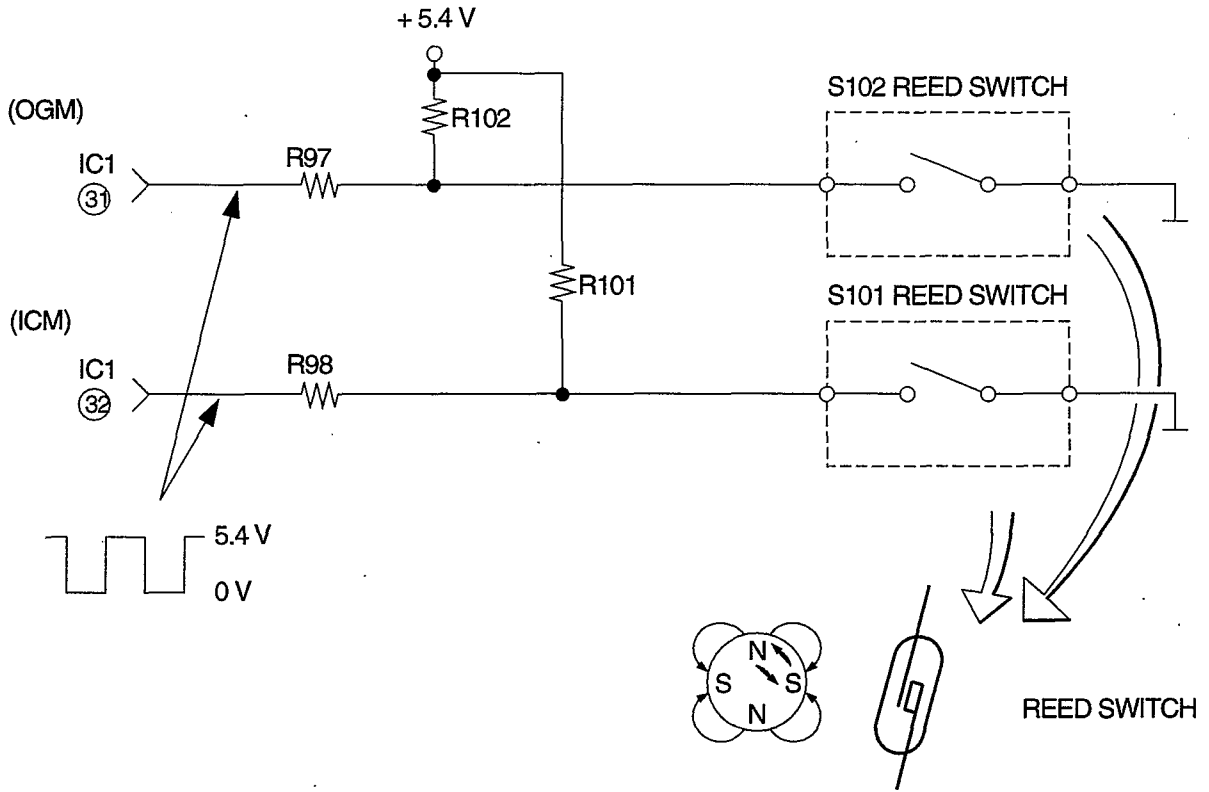 + 5.4 V
S102 REED SWITCH
(OGM)
R102
IC1
R97
31
S101 REED SWITCH
R101
(ICM)
IC1
R98
32
5.4 V
0 V
N
S S
N
REED SWITCH